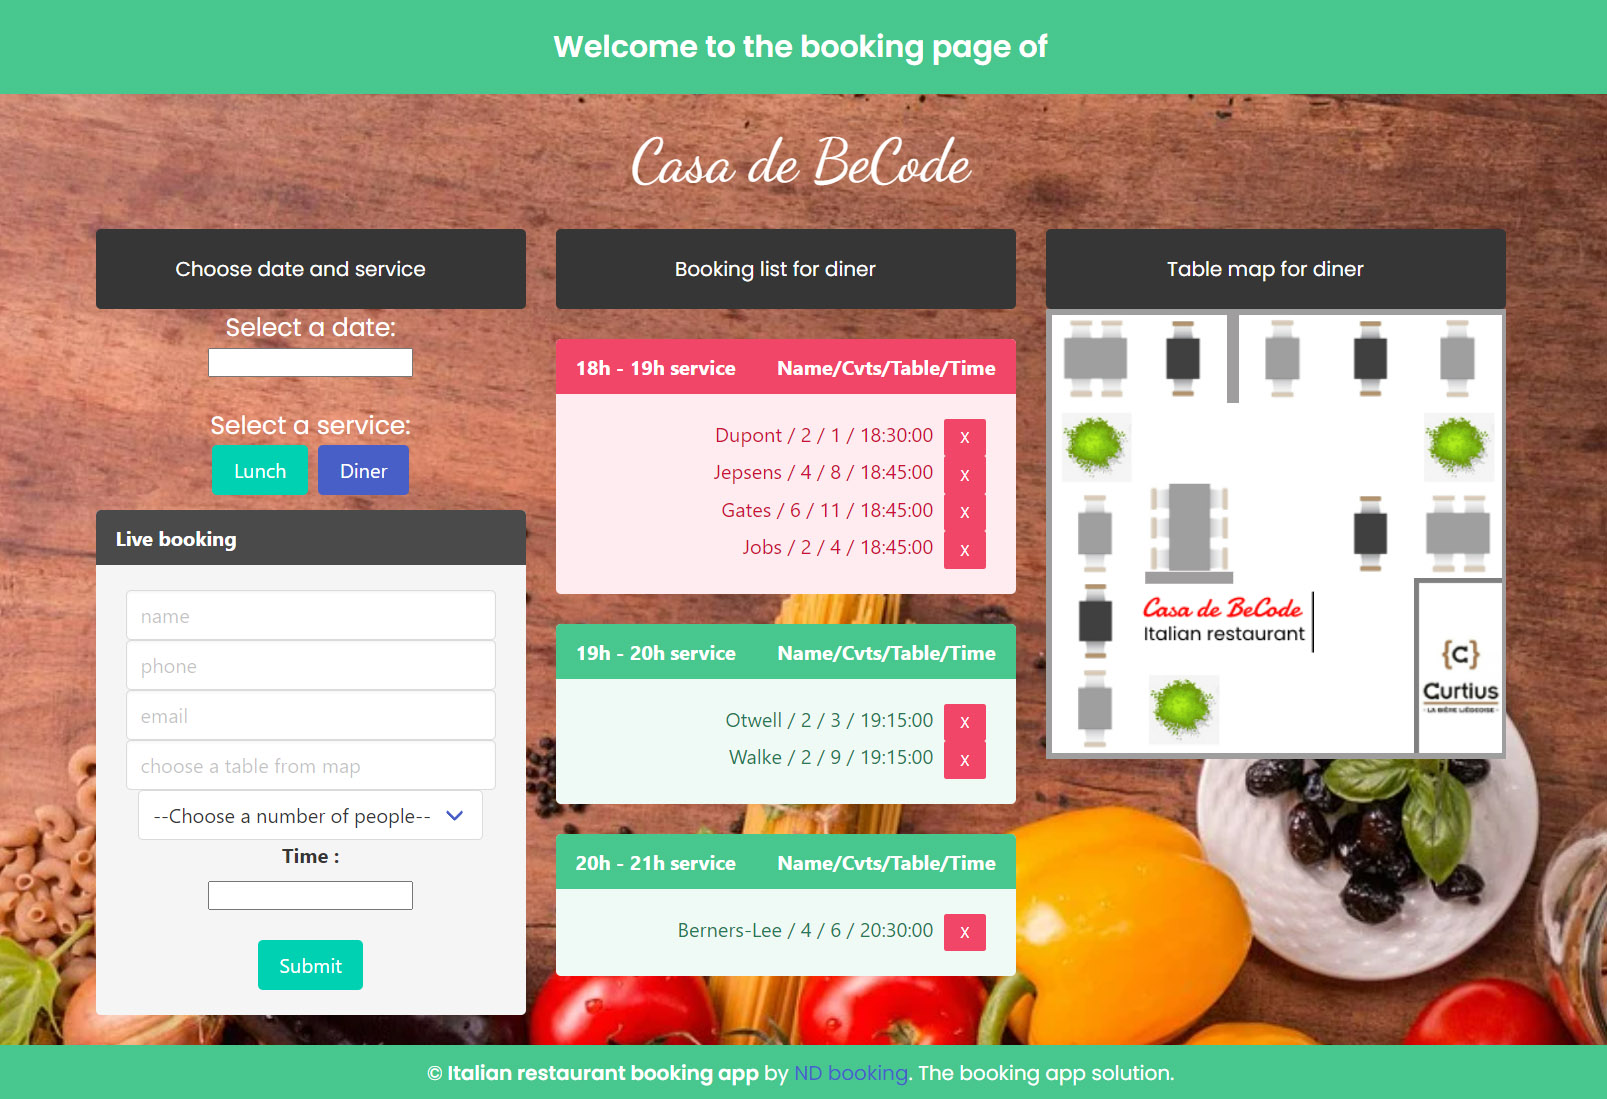 Welcome to the booking page of
Casa de BeCode
Choose date and service
Select a date:
Select a service:
Lunch
Diner
Live booking
name
phone
email
choose a table from map
--Choose a number of people--
Time :
Submit
Booking list for diner
18h - 19h service Name/Cvts/Table/Time
Dupont / 2 / 1 / 18:30:00 x
Jepsens / 4 / 8 / 18:45:00 x
Gates / 6 / 11 / 18:45:00 x
Jobs / 2 / 4 / 18:45:00 x
19h - 20h service Name/Cvts/Table/Time
Otwell / 2 / 3 / 19:15:00 x
Walke / 2 / 9 / 19:15:00 x
20h - 21h service Name/Cvts/Table/Time
Berners-Lee / 4 / 6 / 20:30:00 x
Table map for diner
Casa de BeCode
Italian restaurant
{C}
Curtius
- LA BIÈRE LIÉGEOISE -
© Italian restaurant booking app by ND booking. The booking app solution.